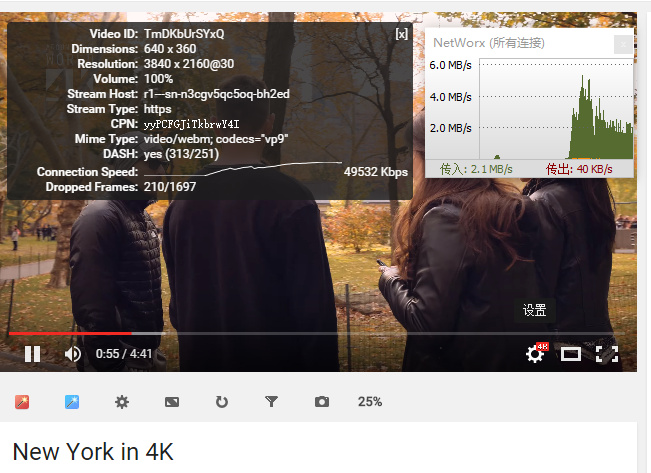 Video ID: TmDKbUrSYxQ
[x]
Dimensions: 640 x 360
Resolution: 3840 x 2160@30
Volume: 100%
Stream Host: r1---sn-n3cgv5qc5oq-bh2ed
Stream Type: https
CPN: yyPCFGJiTkbrwY4I
Mime Type: video/webm; codecs="vp9"
DASH: yes (313/251)
Connection Speed: 49532 Kbps
Dropped Frames: 210/1697
NetWorx (所有连接)
x
6.0 MB/s
4.0 MB/s
2.0 MB/s
传入: 2.1 MB/s 传出: 40 KB/s
设置
0:55 / 4:41
4K
25%
New York in 4K